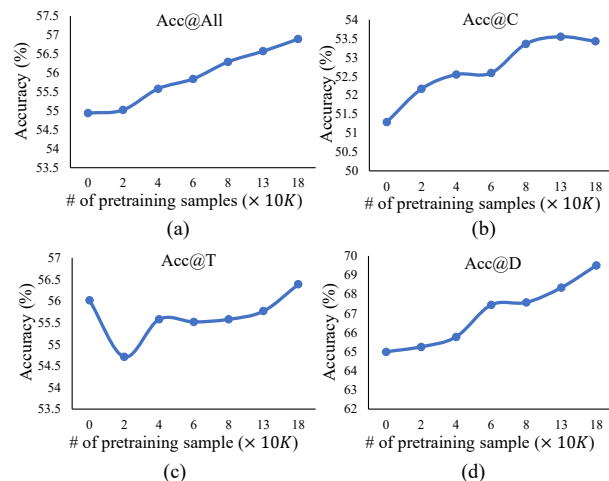 Acc@All
Accuracy (%)
57.5
57
56.5
56
55.5
55
54.5
54
53.5
0 2 4 6 8 13 18
# of pretraining samples (× 10K)
(a)
Acc@C
Accuracy (%)
54
53.5
53
52.5
52
51.5
51
50.5
50
0 2 4 6 8 13 18
# of pretraining samples (× 10K)
(b)
Acc@T
Accuracy (%)
57
56.5
56
55.5
55
54.5
54
53.5
0 2 4 6 8 13 18
# of pretraining sample (× 10K)
(c)
Acc@D
Accuracy (%)
70
69
68
67
66
65
64
63
62
0 2 4 6 8 13 18
# of pretraining sample (× 10K)
(d)